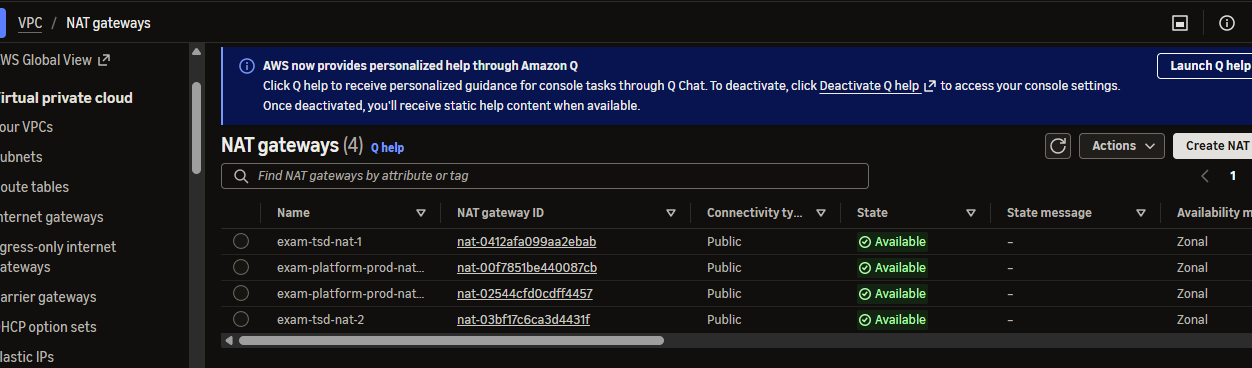 VPC / NAT gateways
WS Global View
irtual private cloud
our VPCs
ubnets
oute tables
nternet gateways
gress-only internet
ateways
arrier gateways
HCP option sets
lastic IPs
AWS now provides personalized help through Amazon Q
Click Q help to receive personalized guidance for console tasks through Q Chat. To deactivate, click Deactivate Q help to access your console settings.
Once deactivated, you'll receive static help content when available.
Launch Q help
NAT gateways (4) Q help
Actions
Create NAT
Find NAT gateways by attribute or tag
1
Name NAT gateway ID Connectivity ty... State State message Availability m
exam-tsd-nat-1 nat-0412afa099aa2ebab Public Available – Zonal
exam-platform-prod-nat... nat-00f7851be440087cb Public Available – Zonal
exam-platform-prod-nat... nat-02544cfd0cdff4457 Public Available – Zonal
exam-tsd-nat-2 nat-03bf17c6ca3d4431f Public Available – Zonal